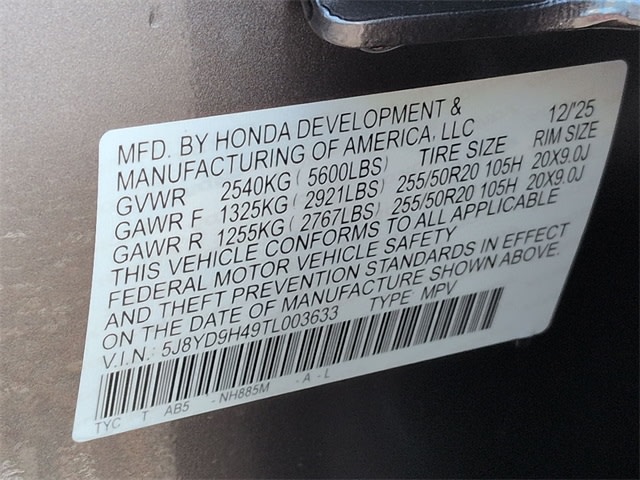 MFD. BY HONDA DEVELOPMENT & 12/'25
MANUFACTURING OF AMERICA, LLC
GVWR 2540KG ( 5600LBS) TIRE SIZE RIM SIZE
GAWR F 1325KG ( 2921LBS) 255/50R20 105H 20X9.0J
GAWR R 1255KG ( 2767LBS) 255/50R20 105H 20X9.0J
THIS VEHICLE CONFORMS TO ALL APPLICABLE
FEDERAL MOTOR VEHICLE SAFETY
AND THEFT PREVENTION STANDARDS IN EFFECT
ON THE DATE OF MANUFACTURE SHOWN ABOVE.
V.I.N.: 5J8YD9H49TL003633 TYPE: MPV
TYC T AB5 - NH885M - A - L